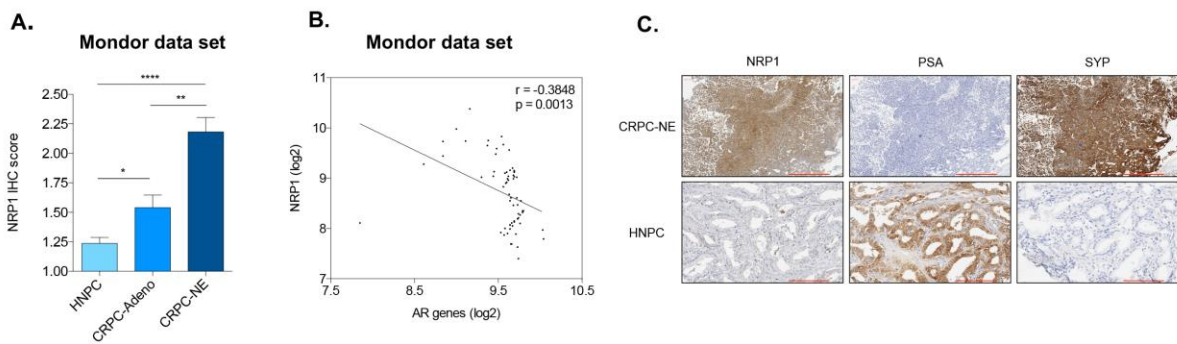 A.
Mondor data set
****
**
*
NRP1 IHC score
2.50
2.25
2.00
1.75
1.50
1.25
1.00
HNPC
CRPC-Adeno
CRPC-NE
B.
Mondor data set
r = -0.3848
p = 0.0013
NRP1 (log2)
11
10
9
8
7
7.5
8.5
9.5
10.5
AR genes (log2)
C.
NRP1 PSA SYP
CRPC-NE
HNPC